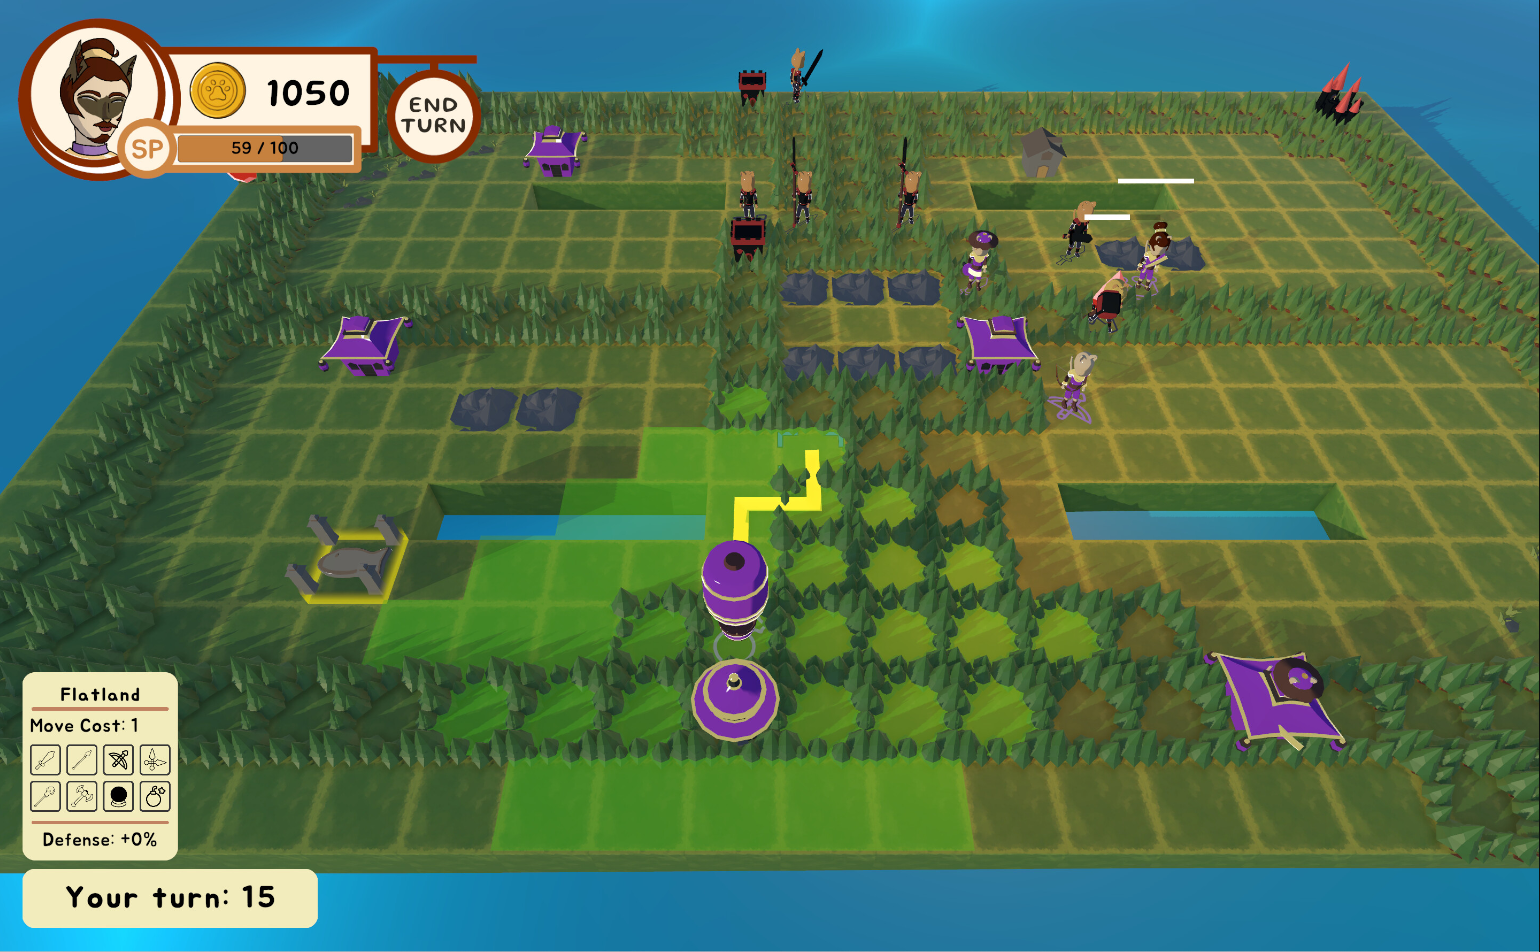 1050
END
TURN
SP
59 / 100
Flatland
Move Cost: 1
Defense: +0%
Your turn: 15